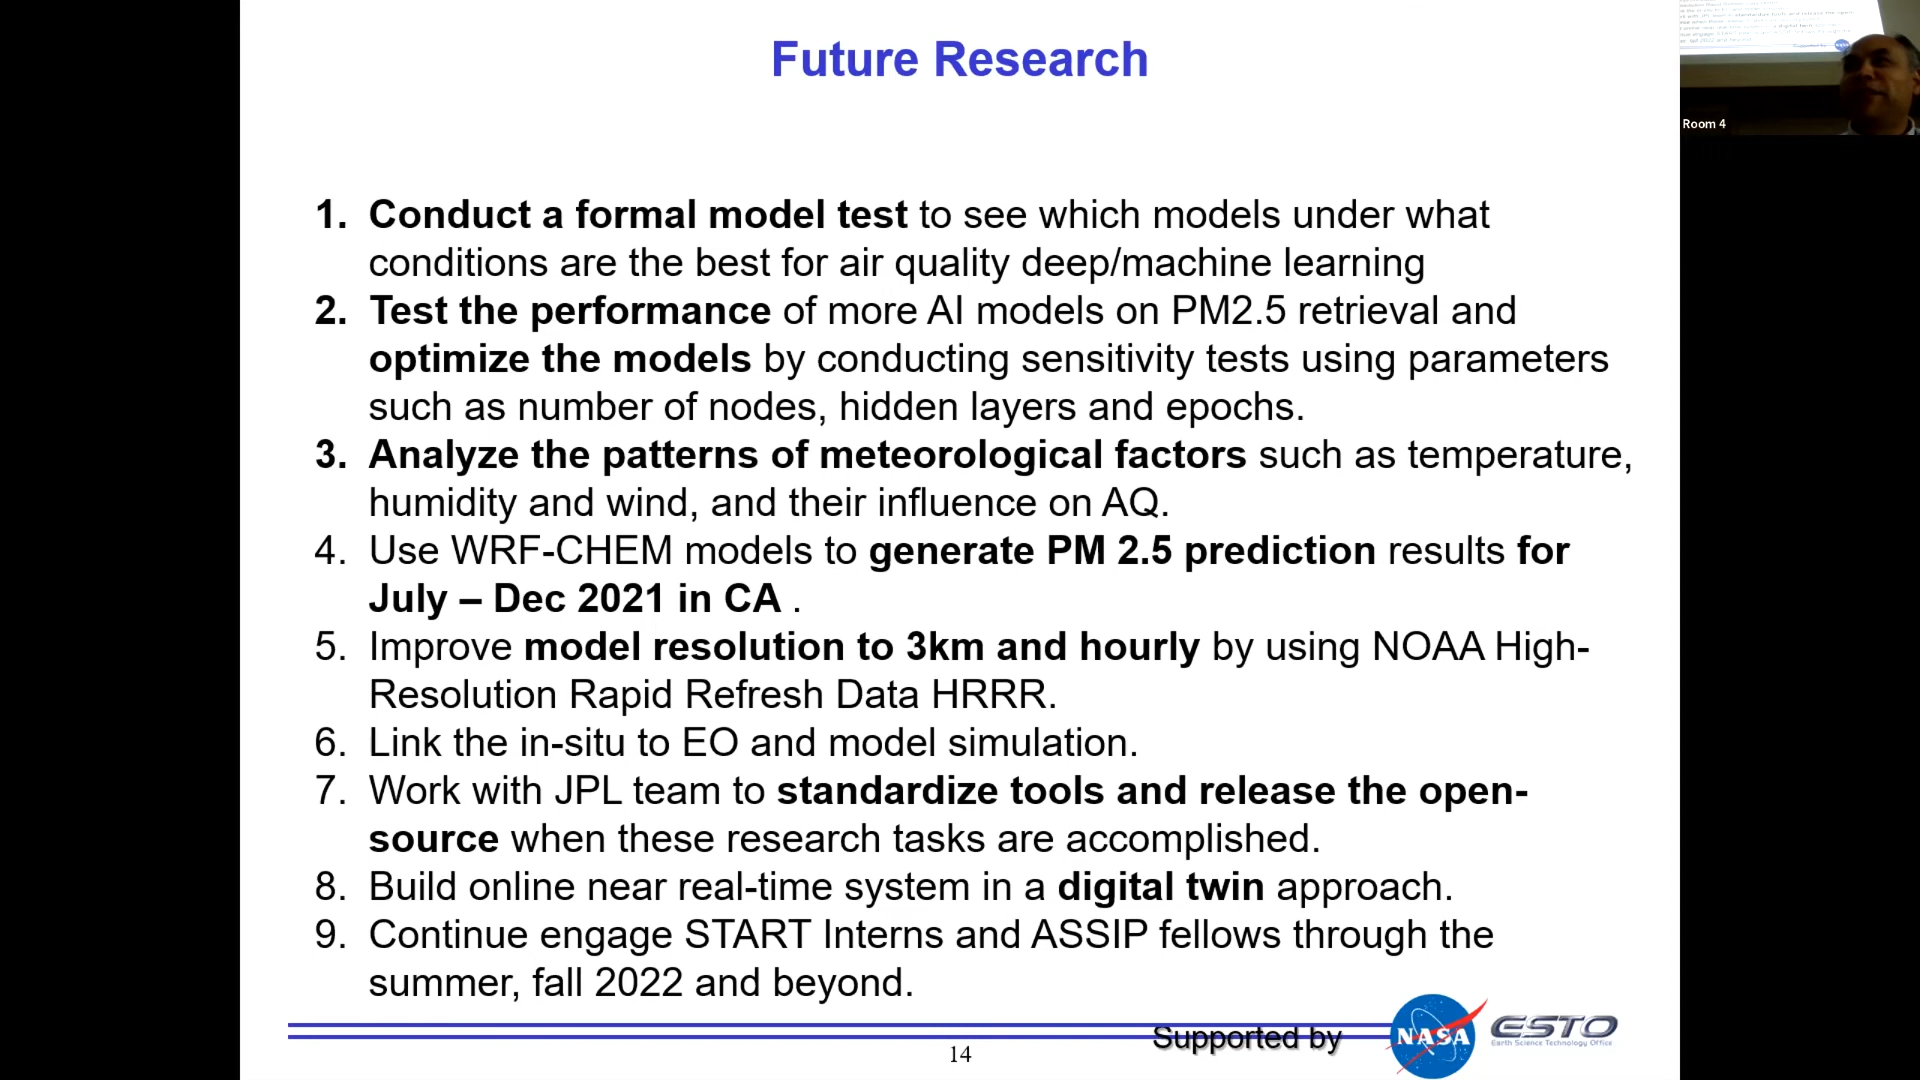 Future Research
Room 4
1. Conduct a formal model test to see which models under what
conditions are the best for air quality deep/machine learning
2. Test the performance of more AI models on PM2.5 retrieval and
optimize the models by conducting sensitivity tests using parameters
such as number of nodes, hidden layers and epochs.
3. Analyze the patterns of meteorological factors such as temperature,
humidity and wind, and their influence on AQ.
4. Use WRF-CHEM models to generate PM 2.5 prediction results for
July – Dec 2021 in CA .
5. Improve model resolution to 3km and hourly by using NOAA High-
Resolution Rapid Refresh Data HRRR.
6. Link the in-situ to EO and model simulation.
7. Work with JPL team to standardize tools and release the open-
source when these research tasks are accomplished.
8. Build online near real-time system in a digital twin approach.
9. Continue engage START Interns and ASSIP fellows through the
summer, fall 2022 and beyond.
Supported by
NASA
ESTO
Earth Science Technology Office
14